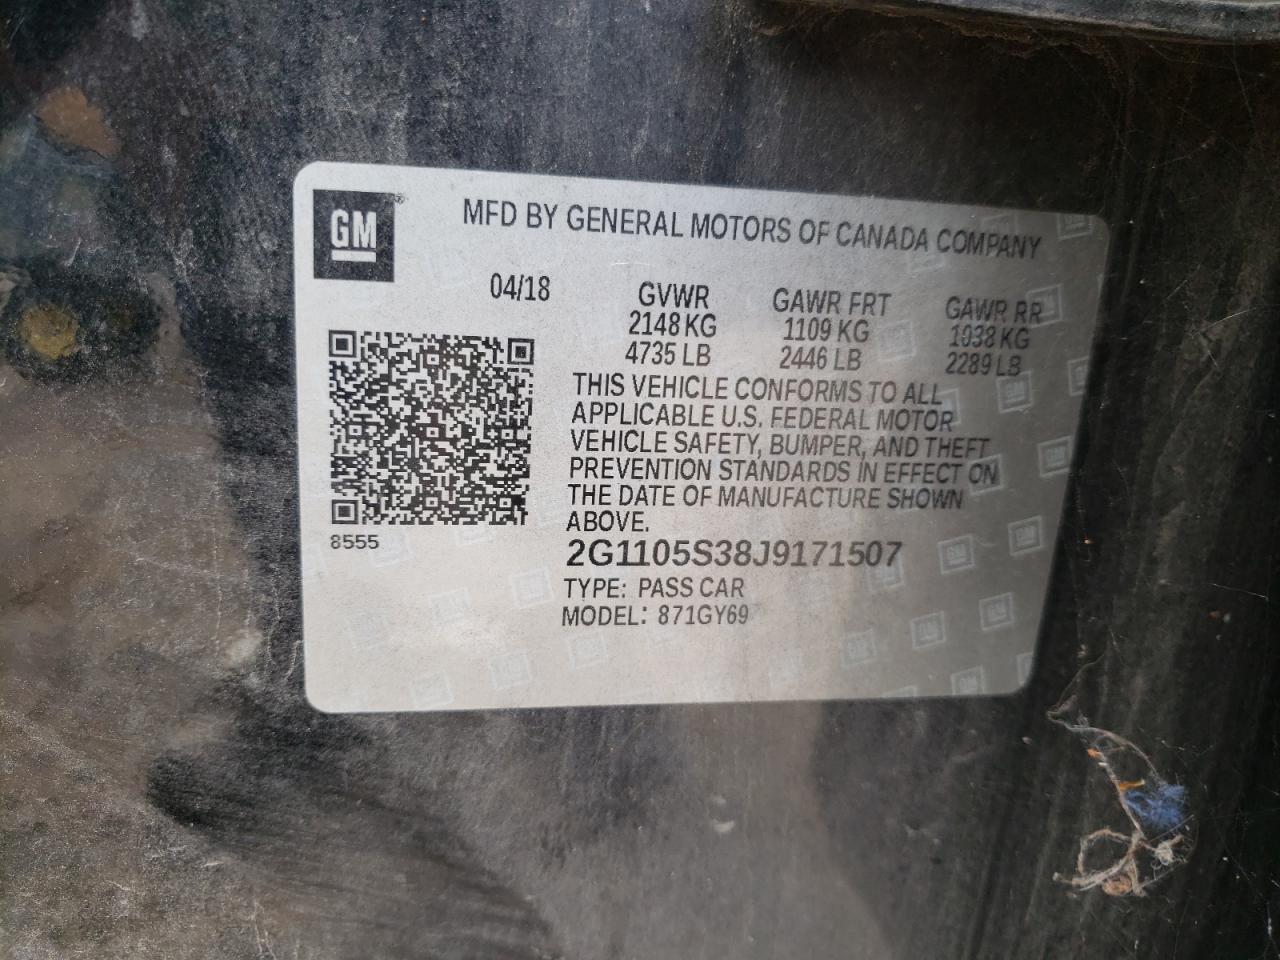 GM
MFD BY GENERAL MOTORS OF CANADA COMPANY
04/18
GVWR
2148 KG
4735 LB
GAWR FRT
1109 KG
2446 LB
GAWR RR
1038 KG
2289 LB
THIS VEHICLE CONFORMS TO ALL
APPLICABLE U.S. FEDERAL MOTOR
VEHICLE SAFETY, BUMPER, AND THEFT
PREVENTION STANDARDS IN EFFECT ON
THE DATE OF MANUFACTURE SHOWN
ABOVE.
8555
2G1105S38J9171507
TYPE: PASS CAR
MODEL: 871GY69